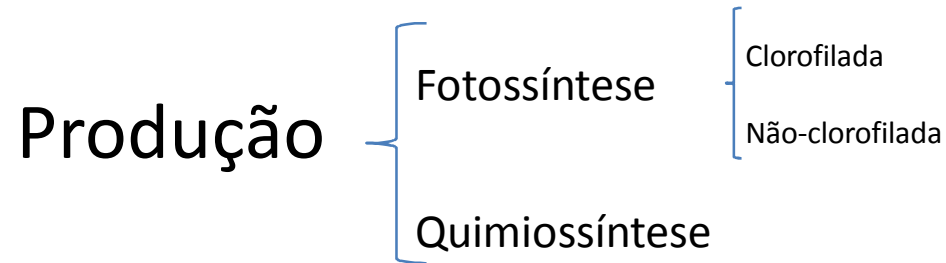 Produção
Fotossíntese
Clorofilada
Não-clorofilada
Quimiossíntese